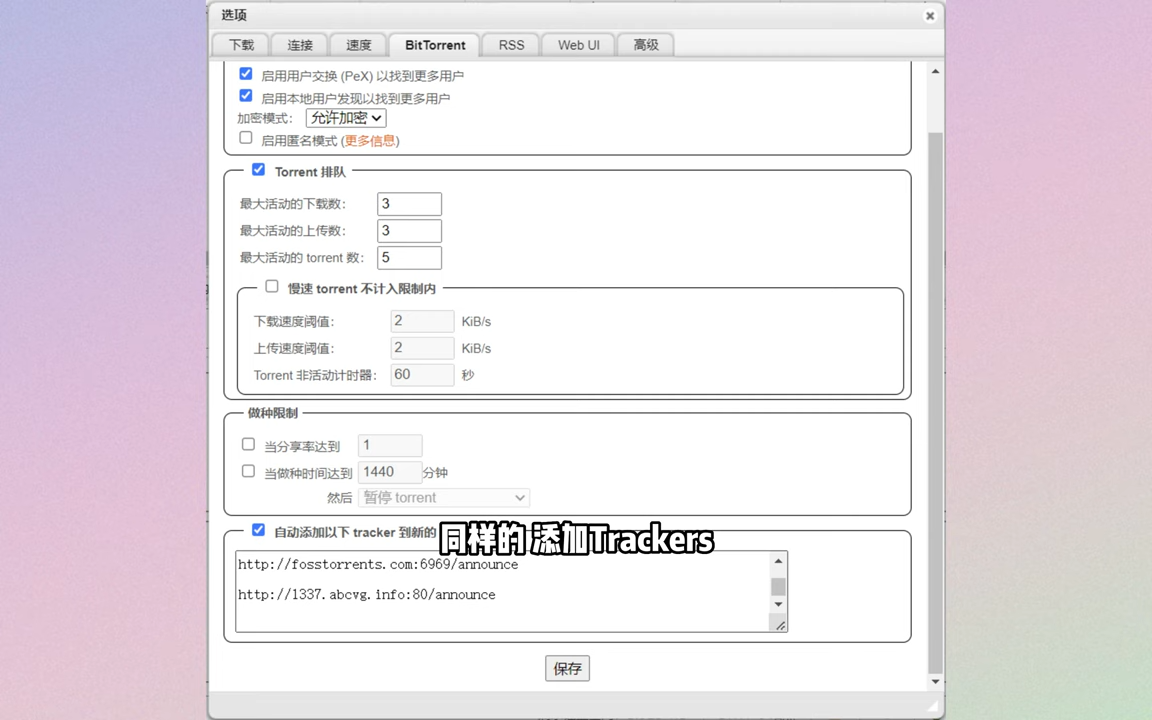 选项
下载 连接 速度 BitTorrent RSS Web UI 高级
启用用户交换 (PeX) 以找到更多用户
启用本地用户发现以找到更多用户
加密模式: 允许加密
启用匿名模式 (更多信息)
Torrent 排队
最大活动的下载数: 3
最大活动的上传数: 3
最大活动的 torrent 数: 5
慢速 torrent 不计入限制内
下载速度阈值: 2 KiB/s
上传速度阈值: 2 KiB/s
Torrent 非活动计时器: 60 秒
做种限制
当分享率达到 1
当做种时间达到 1440 分钟
然后 暂停 torrent
自动添加以下 tracker 到新的
同样的 添加Trackers
http://fosstorrents.com:6969/announce
http://1337.abcvg.info:80/announce
保存